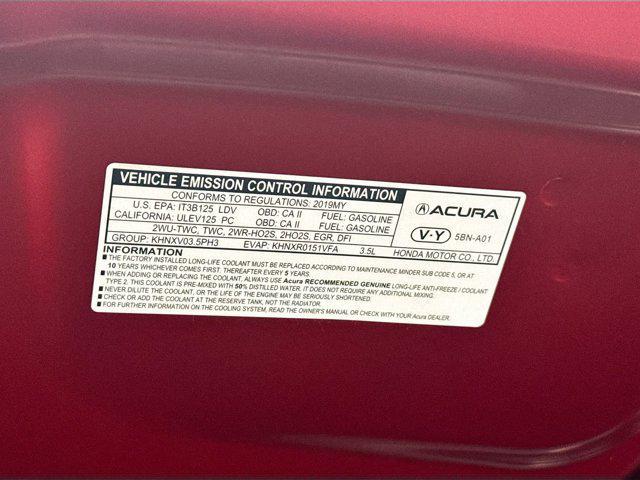 VEHICLE EMISSION CONTROL INFORMATION
CONFORMS TO REGULATIONS: 2019MY
U.S. EPA: IT3B125 LDV OBD: CA II FUEL: GASOLINE
CALIFORNIA: ULEV125 PC OBD: CA II FUEL: GASOLINE
2WU-TWC, TWC, 2WR-HO2S, 2HO2S, EGR, DFI
GROUP: KHNXV03.5PH3 EVAP: KHNXR0151VFA 3.5L
ACURA
V-Y 5BN-A01
HONDA MOTOR CO., LTD.
INFORMATION
■ THE FACTORY INSTALLED LONG-LIFE COOLANT MUST BE REPLACED ACCORDING TO MAINTENANCE MINDER SUB CODE 5, OR AT
10 YEARS WHICHEVER COMES FIRST. THEREAFTER REPLACE EVERY 5 YEARS.
■ WHEN ADDING OR REPLACING THE COOLANT, ALWAYS USE Acura RECOMMENDED GENUINE LONG-LIFE ANTI-FREEZE / COOLANT
TYPE 2. THIS COOLANT IS PRE-MIXED WITH 50% DISTILLED WATER, IT DOES NOT REQUIRE ANY ADDITIONAL MIXING.
■ NEVER DILUTE THE COOLANT, OR THE LIFE OF THE ENGINE MAY BE SERIOUSLY SHORTENED.
■ CHECK OR ADD THE COOLANT AT THE RESERVE TANK, NOT THE RADIATOR.
■ FOR FURTHER INFORMATION ON THE COOLING SYSTEM, READ THE OWNER'S MANUAL OR CHECK WITH YOUR Acura DEALER.